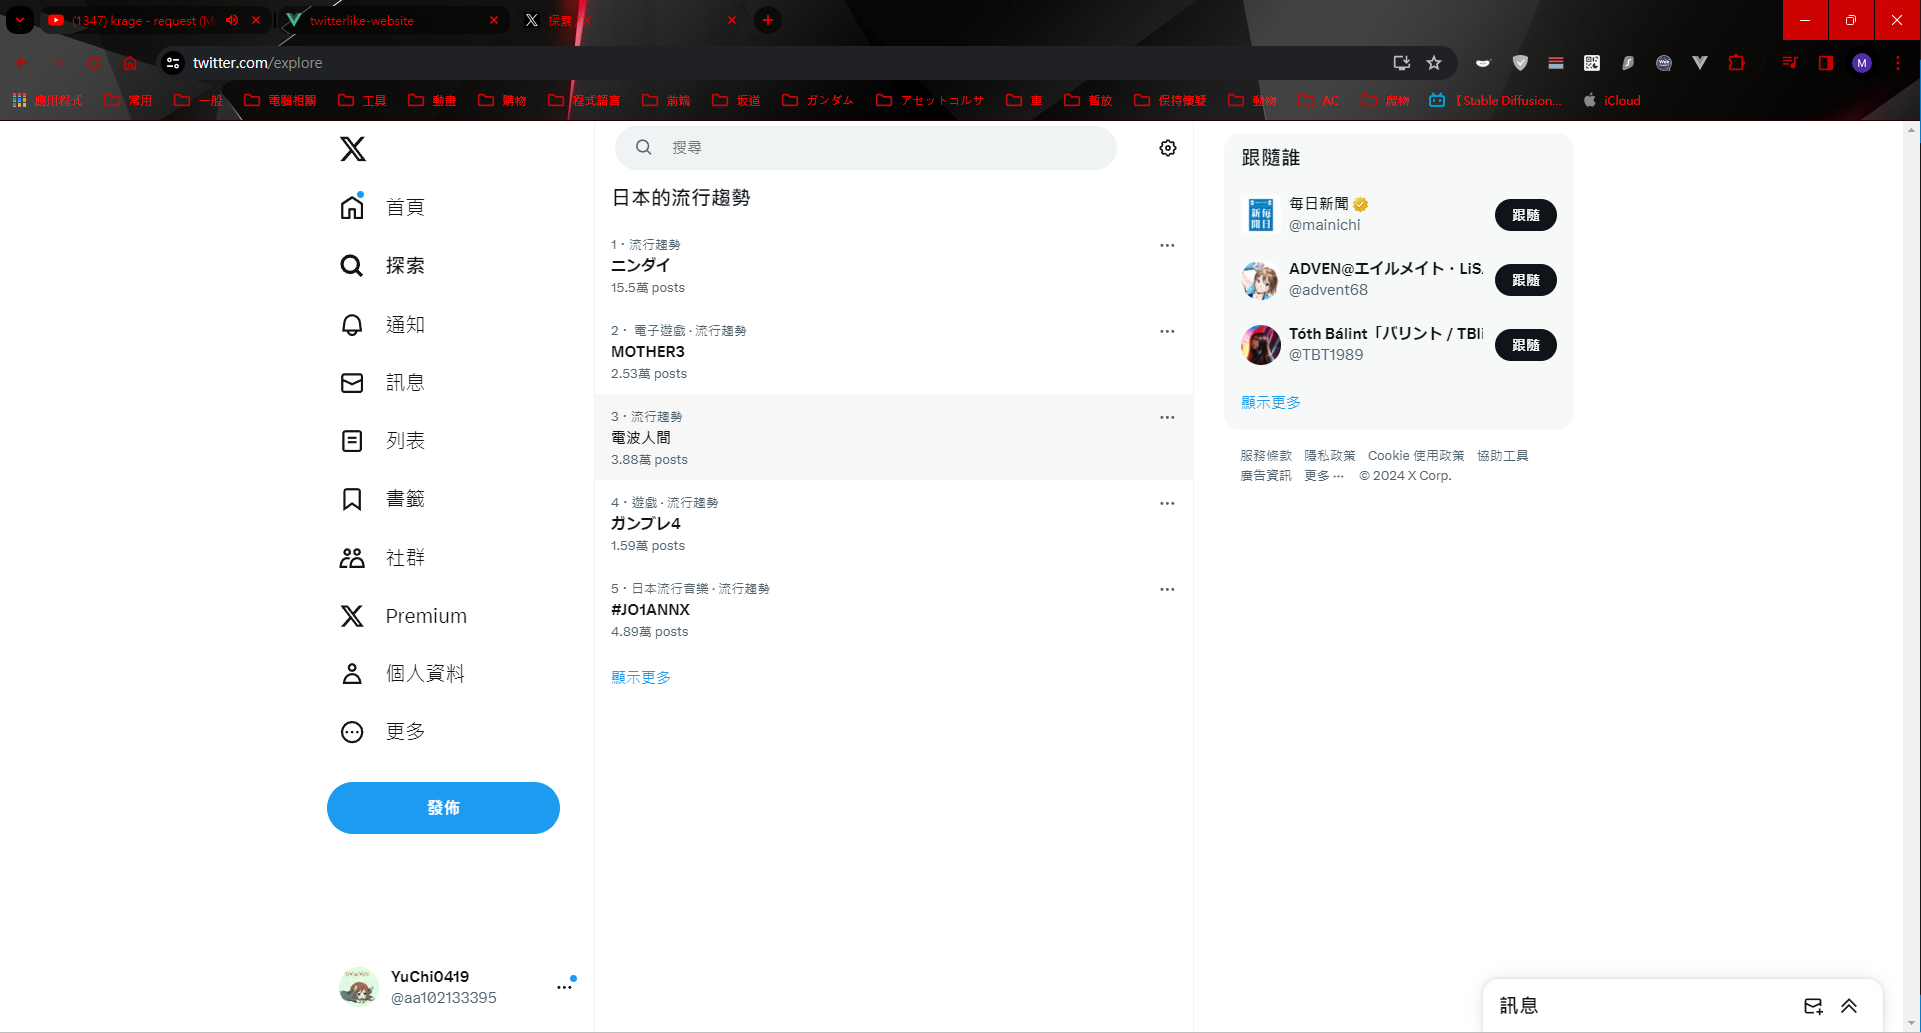 (1347) krage - request (Mu
twitterlike-website
探索 / X
twitter.com/explore
應用程式
常用
一般
電腦相關
工具
動畫
購物
程式語言
前端
坂道
ガンダム
アセットコルサ
車
暫放
保持懷疑
動物
AC
魔物
【Stable Diffusion...
iCloud
首頁
探索
通知
訊息
列表
書籤
社群
Premium
個人資料
更多
發佈
YuChi0419
@aa102133395
搜尋
日本的流行趨勢
1 · 流行趨勢
ニンダイ
15.5萬 posts
2 · 電子遊戲 · 流行趨勢
MOTHER3
2.53萬 posts
3 · 流行趨勢
電波人間
3.88萬 posts
4 · 遊戲 · 流行趨勢
ガンブレ4
1.59萬 posts
5 · 日本流行音樂 · 流行趨勢
#JO1ANNX
4.89萬 posts
顯示更多
跟隨誰
毎日新聞
@mainichi
跟隨
ADVEN@エイルメイト・LiS
@advent68
跟隨
Tóth Bálint「バリント / TBli
@TBT1989
跟隨
顯示更多
服務條款 隱私政策 Cookie 使用政策 協助工具
廣告資訊 更多 ··· © 2024 X Corp.
訊息